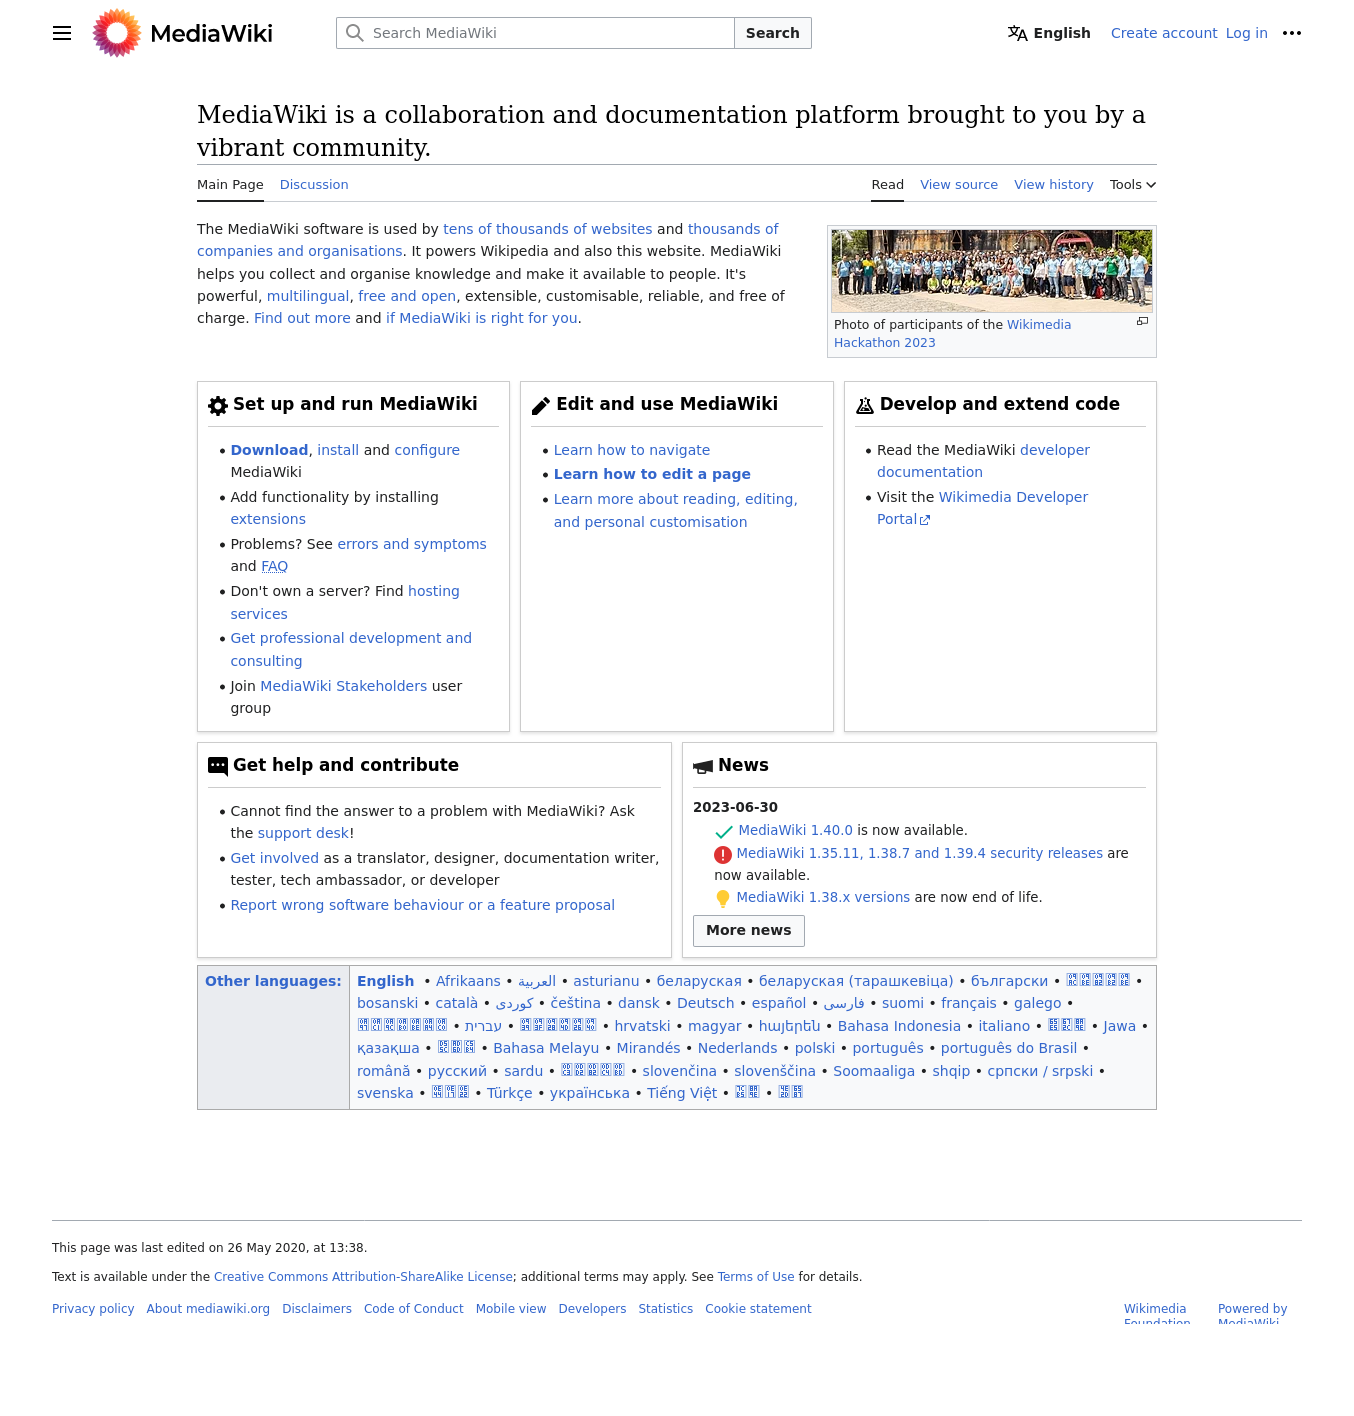 MediaWiki
Search MediaWiki
Search
English
Create account
Log in
MediaWiki is a collaboration and documentation platform brought to you by a
vibrant community.
Main Page
Discussion
Read
View source
View history
Tools
The MediaWiki software is used by tens of thousands of websites and thousands of
companies and organisations. It powers Wikipedia and also this website. MediaWiki
helps you collect and organise knowledge and make it available to people. It's
powerful, multilingual, free and open, extensible, customisable, reliable, and free of
charge. Find out more and if MediaWiki is right for you.
Photo of participants of the Wikimedia
Hackathon 2023
Set up and run MediaWiki
• Download, install and configure
MediaWiki
• Add functionality by installing
extensions
• Problems? See errors and symptoms
and FAQ
• Don't own a server? Find hosting
services
• Get professional development and
consulting
• Join MediaWiki Stakeholders user
group
Edit and use MediaWiki
• Learn how to navigate
• Learn how to edit a page
• Learn more about reading, editing,
and personal customisation
Develop and extend code
• Read the MediaWiki developer
documentation
• Visit the Wikimedia Developer
Portal
Get help and contribute
• Cannot find the answer to a problem with MediaWiki? Ask
the support desk!
• Get involved as a translator, designer, documentation writer,
tester, tech ambassador, or developer
• Report wrong software behaviour or a feature proposal
News
2023-06-30
MediaWiki 1.40.0 is now available.
MediaWiki 1.35.11, 1.38.7 and 1.39.4 security releases are
now available.
MediaWiki 1.38.x versions are now end of life.
More news
Other languages:
English • Afrikaans • العربية • asturianu • беларуская • беларуская (тарашкевіца) • български • •
bosanski • català • کوردی • čeština • dansk • Deutsch • español • فارسی • suomi • français • galego •
• עברית • • hrvatski • magyar • հայերեն • Bahasa Indonesia • italiano • • Jawa •
қазақша • • Bahasa Melayu • Mirandés • Nederlands • polski • português • português do Brasil •
română • русский • sardu • • slovenčina • slovenščina • Soomaaliga • shqip • српски / srpski •
svenska • • Türkçe • українська • Tiếng Việt • •
This page was last edited on 26 May 2020, at 13:38.
Text is available under the Creative Commons Attribution-ShareAlike License; additional terms may apply. See Terms of Use for details.
Privacy policy
About mediawiki.org
Disclaimers
Code of Conduct
Mobile view
Developers
Statistics
Cookie statement
Wikimedia
Foundation
Powered by
MediaWiki